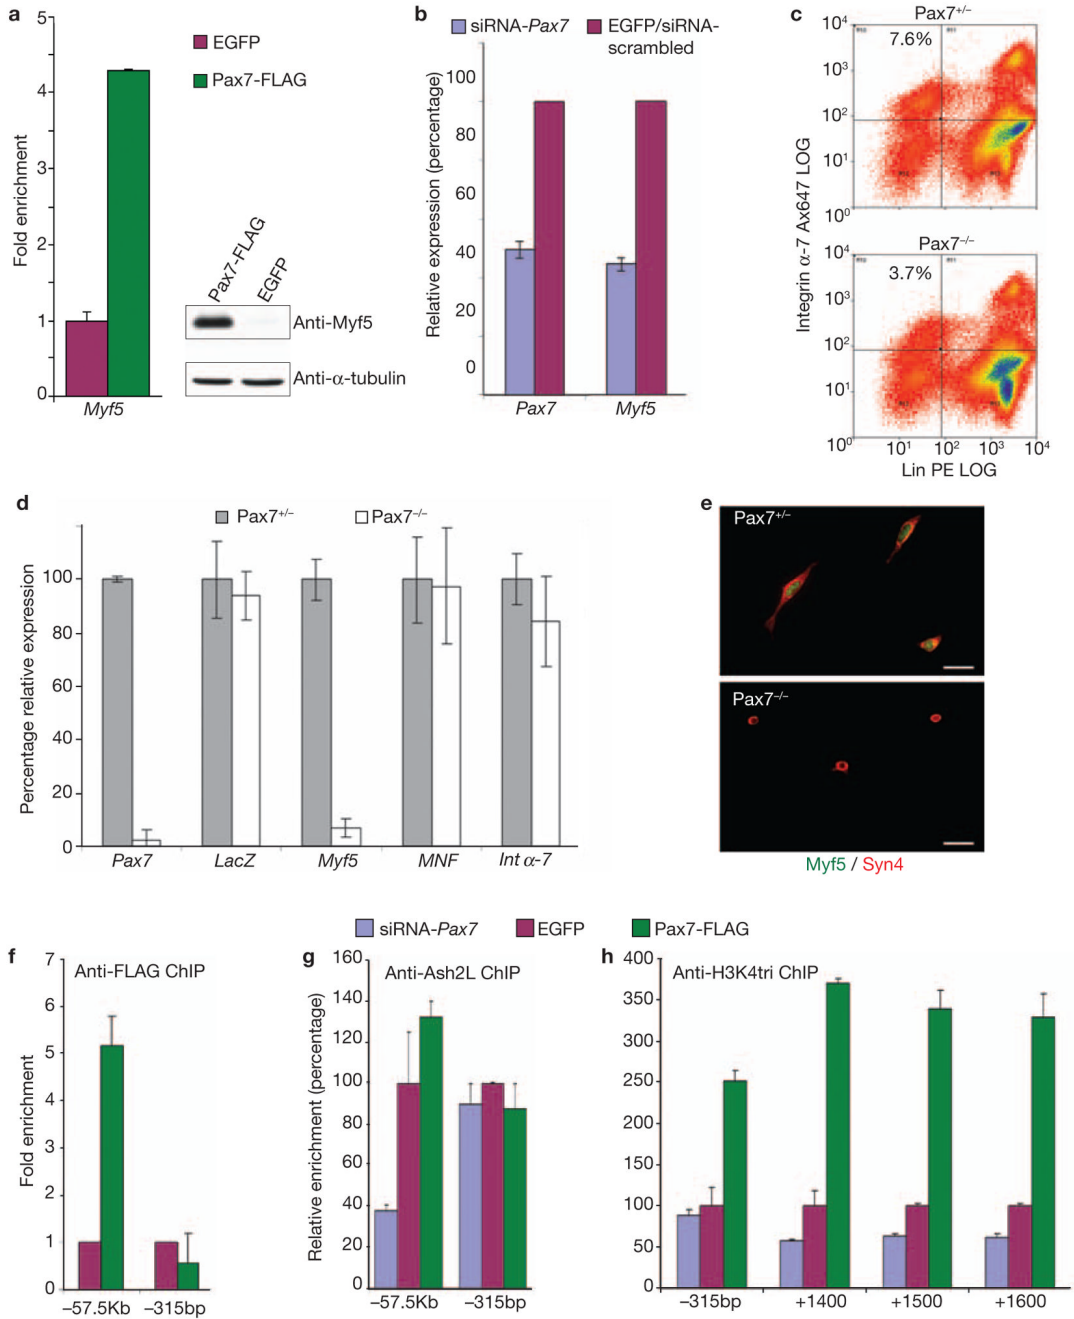 a
EGFP
Pax7-FLAG
Fold enrichment
5
4
4
2
1
0
Myf5
Pax7-FLAG
EGFP
Anti-Myf5
Anti-α-tubulin
b
siRNA-Pax7
EGFP/siRNA-
scrambled
Relative expression (percentage)
100
80
60
40
20
0
Pax7
Myf5
c
Pax7+/–
7.6%
10⁴
10³
10²
10¹
10⁰
Pax7–/–
3.7%
10⁴
10³
10²
10¹
10⁰
10¹
10²
10³
10⁴
Integrin α-7 Ax647 LOG
Lin PE LOG
d
Pax7+/–
Pax7–/–
Percentage relative expression
100
80
60
40
20
0
Pax7
LacZ
Myf5
MNF
Int α-7
e
Pax7+/–
Pax7–/–
Myf5 / Syn4
siRNA-Pax7
EGFP
Pax7-FLAG
f
Anti-FLAG ChIP
Fold enrichment
7
6
5
3
2
1
0
–57.5Kb
–315bp
g
Anti-Ash2L ChIP
Relative enrichment (percentage)
160
140
120
100
80
60
40
20
0
–57.5Kb
–315bp
h
Anti-H3K4tri ChIP
400
350
300
250
200
150
100
50
0
–315bp
+1400
+1500
+1600